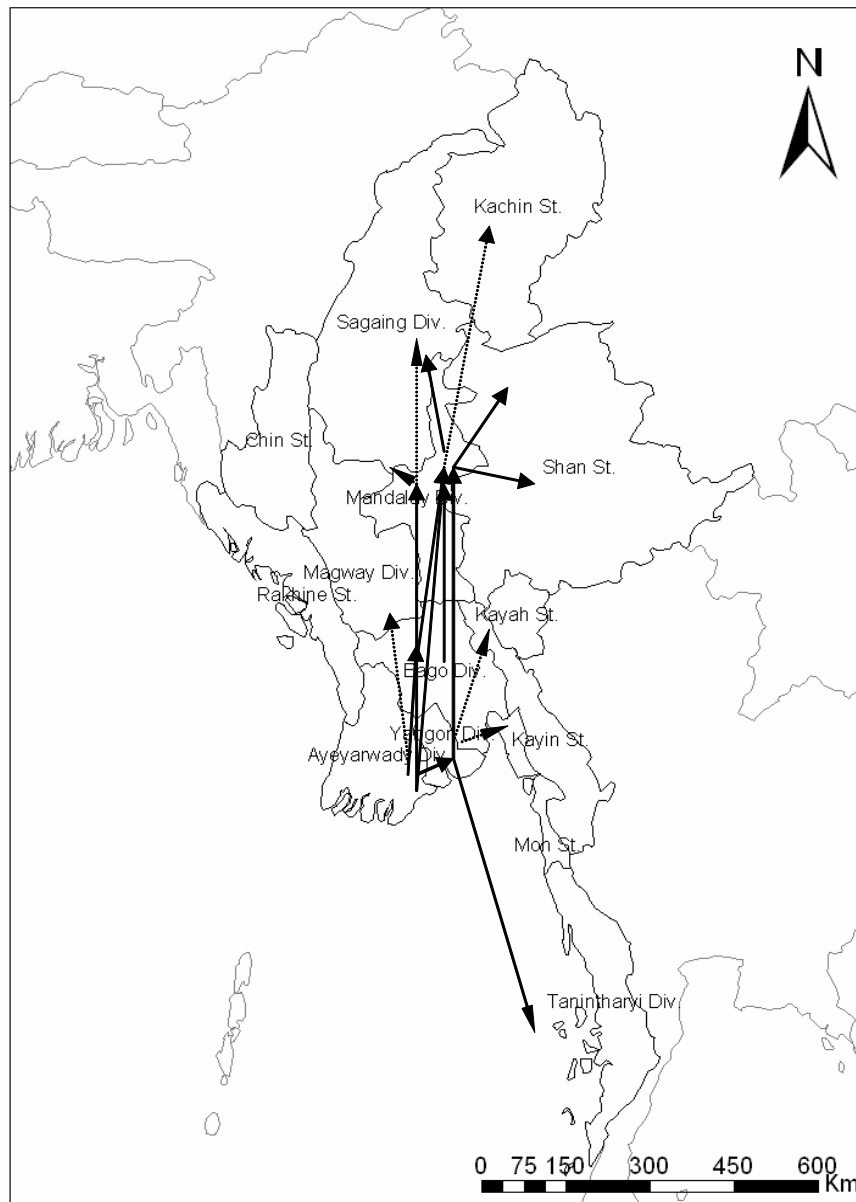 N
Kachin St.
Sagaing Div.
Chin St.
Shan St.
Mandalay Div.
Magway Div.
Rakhine St.
Kayah St.
Bago Div.
Yangon Div.
Kayin St.
Ayeyarwady Div
Mon St.
Tanintharyi Div
0 75 150 300 450 600
Km